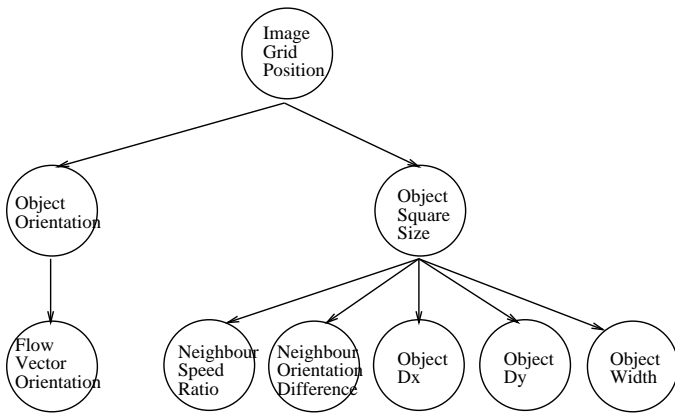 Image
Grid
Position
Object
Orientation
Object
Square
Size
Flow
Vector
Orientation
Neighbour
Speed
Ratio
Neighbour
Orientation
Difference
Object
Dx
Object
Dy
Object
Width